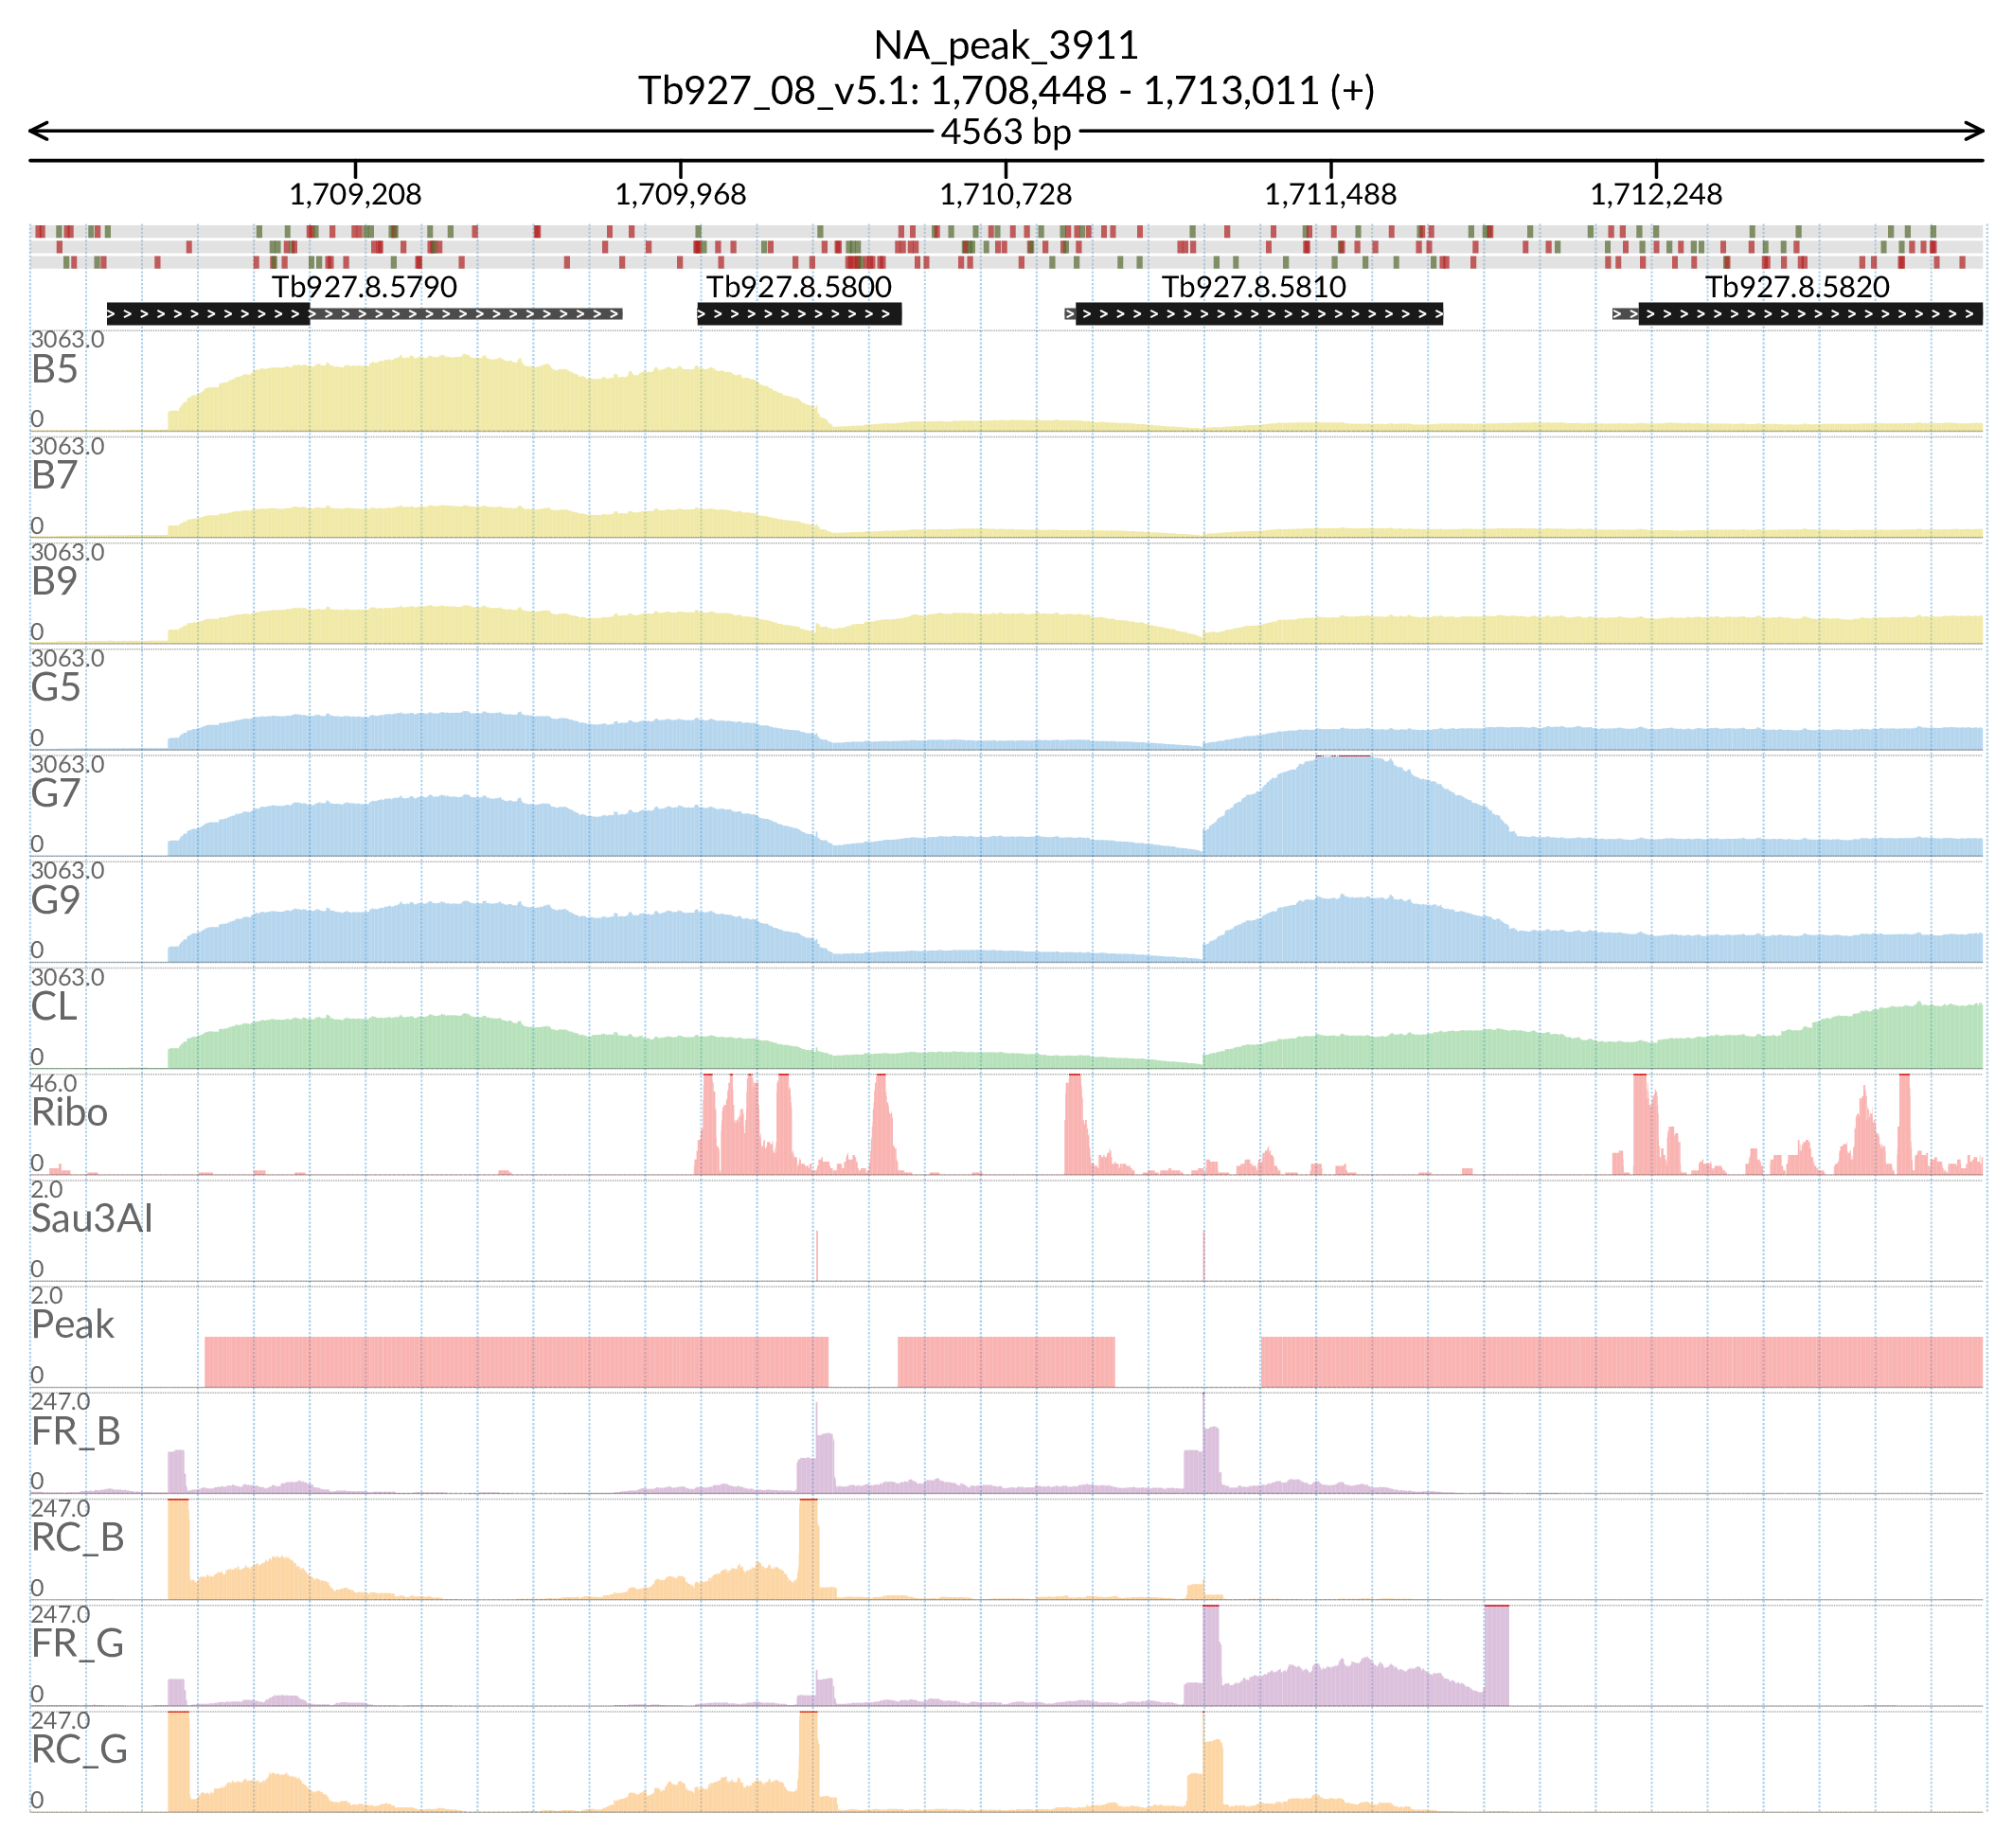 NA_peak_3911
Tb927_08_v5.1: 1,708,448 - 1,713,011 (+)
4563 bp
1,709,208 1,709,968 1,710,728 1,711,488 1,712,248
Tb927.8.5790 Tb927.8.5800 Tb927.8.5810 Tb927.8.5820
3063.0
B5
0
3063.0
B7
0
3063.0
B9
0
3063.0
G5
0
3063.0
G7
0
3063.0
G9
0
3063.0
CL
0
46.0
Ribo
0
2.0
Sau3AI
0
2.0
Peak
0
247.0
FR_B
0
247.0
RC_B
0
247.0
FR_G
0
247.0
RC_G
0